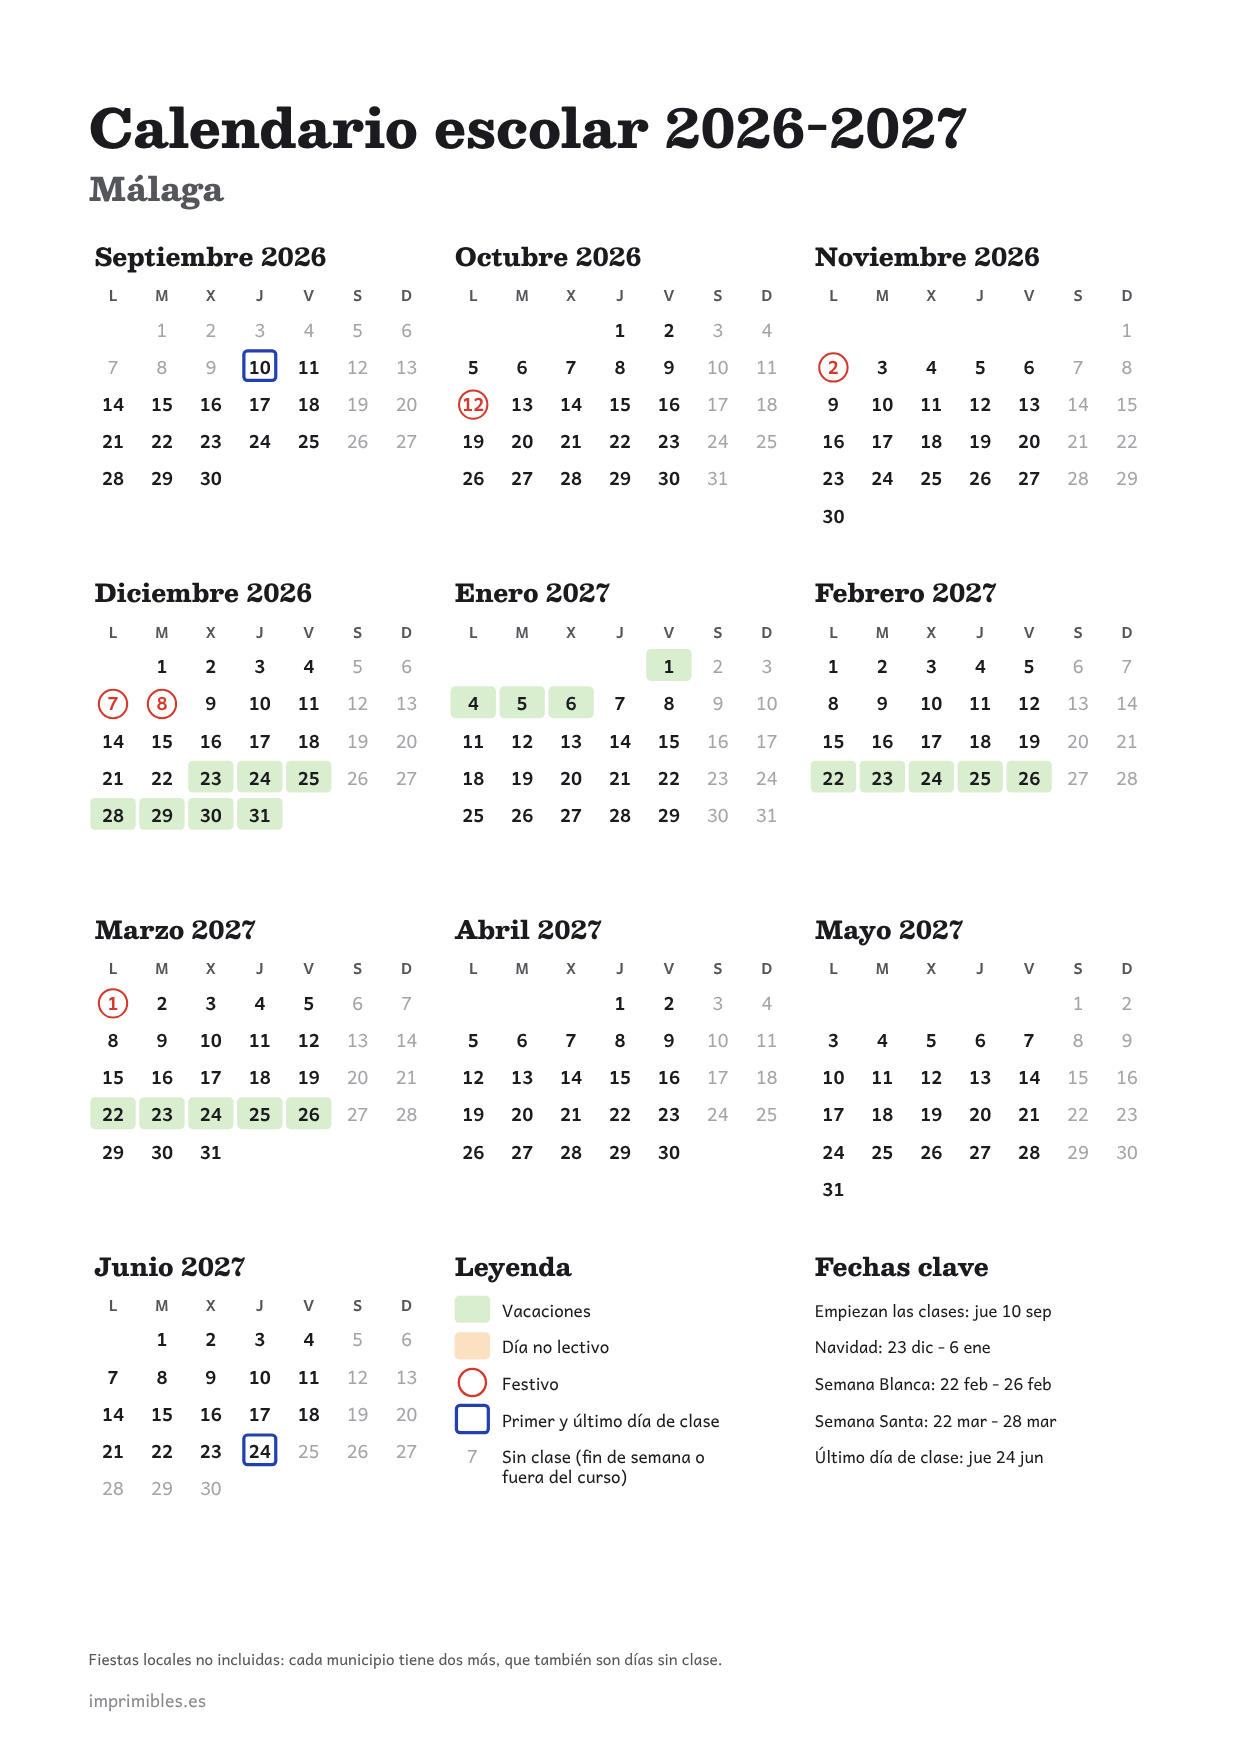 Calendario escolar 2026-2027
Málaga
Septiembre 2026
L M X J V S D
1 2 3 4 5 6
7 8 9 10 11 12 13
14 15 16 17 18 19 20
21 22 23 24 25 26 27
28 29 30
Octubre 2026
L M X J V S D
1 2 3 4
5 6 7 8 9 10 11
12 13 14 15 16 17 18
19 20 21 22 23 24 25
26 27 28 29 30 31
Noviembre 2026
L M X J V S D
1
2 3 4 5 6 7 8
9 10 11 12 13 14 15
16 17 18 19 20 21 22
23 24 25 26 27 28 29
30
Diciembre 2026
L M X J V S D
1 2 3 4 5 6
7 8 9 10 11 12 13
14 15 16 17 18 19 20
21 22 23 24 25 26 27
28 29 30 31
Enero 2027
L M X J V S D
1 2 3
4 5 6 7 8 9 10
11 12 13 14 15 16 17
18 19 20 21 22 23 24
25 26 27 28 29 30 31
Febrero 2027
L M X J V S D
1 2 3 4 5 6 7
8 9 10 11 12 13 14
15 16 17 18 19 20 21
22 23 24 25 26 27 28
Marzo 2027
L M X J V S D
1 2 3 4 5 6 7
8 9 10 11 12 13 14
15 16 17 18 19 20 21
22 23 24 25 26 27 28
29 30 31
Abril 2027
L M X J V S D
1 2 3 4
5 6 7 8 9 10 11
12 13 14 15 16 17 18
19 20 21 22 23 24 25
26 27 28 29 30
Mayo 2027
L M X J V S D
1 2
3 4 5 6 7 8 9
10 11 12 13 14 15 16
17 18 19 20 21 22 23
24 25 26 27 28 29 30
31
Junio 2027
L M X J V S D
1 2 3 4 5 6
7 8 9 10 11 12 13
14 15 16 17 18 19 20
21 22 23 24 25 26 27
28 29 30
Leyenda
Vacaciones
Día no lectivo
Festivo
Primer y último día de clase
7 Sin clase (fin de semana o
fuera del curso)
Fechas clave
Empiezan las clases: jue 10 sep
Navidad: 23 dic - 6 ene
Semana Blanca: 22 feb - 26 feb
Semana Santa: 22 mar - 28 mar
Último día de clase: jue 24 jun
Fiestas locales no incluidas: cada municipio tiene dos más, que también son días sin clase.
imprimibles.es